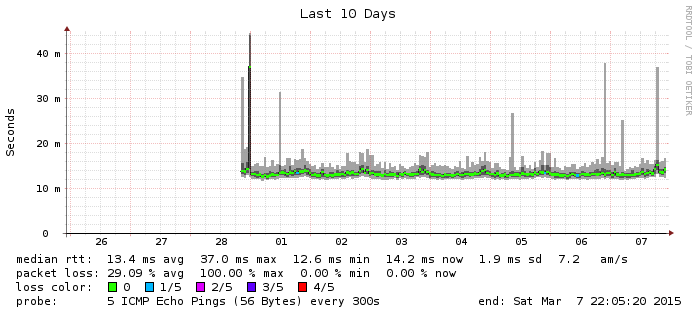 Last 10 Days
RRDTOOL / TOBI OETIKER
Seconds
40 m
30 m
20 m
10 m
0
26 27 28 01 02 03 04 05 06 07
median rtt: 13.4 ms avg 37.0 ms max 12.6 ms min 14.2 ms now 1.9 ms sd 7.2 am/s
packet loss: 29.09 % avg 100.00 % max 0.00 % min 0.00 % now
loss color: 0 1/5 2/5 3/5 4/5
probe: 5 ICMP Echo Pings (56 Bytes) every 300s end: Sat Mar 7 22:05:20 2015